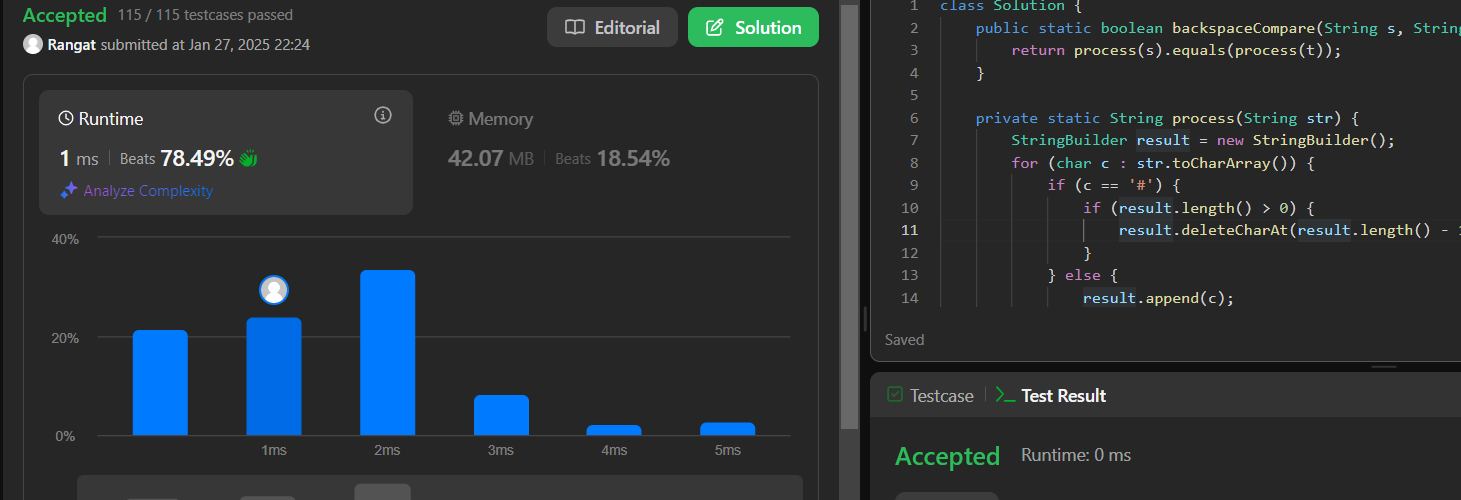 Accepted 115 / 115 testcases passed
Rangat submitted at Jan 27, 2025 22:24
Editorial
Solution
Runtime
1 ms Beats 78.49%
Analyze Complexity
Memory
42.07 MB Beats 18.54%
40%
20%
0%
1ms 2ms 3ms 4ms 5ms
1 class Solution {
2 public static boolean backspaceCompare(String s, String
3 return process(s).equals(process(t));
4 }
5
6 private static String process(String str) {
7 StringBuilder result = new StringBuilder();
8 for (char c : str.toCharArray()) {
9 if (c == '#') {
10 if (result.length() > 0) {
11 result.deleteCharAt(result.length() - 1
12 }
13 } else {
14 result.append(c);
Saved
Testcase
Test Result
Accepted Runtime: 0 ms